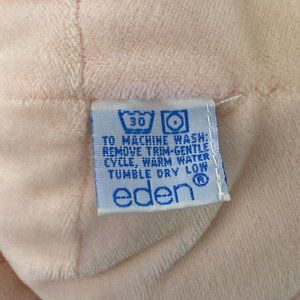 30
TO MACHINE WASH:
REMOVE TRIM-GENTLE
CYCLE, WARM WATER
TUMBLE DRY LOW
eden®